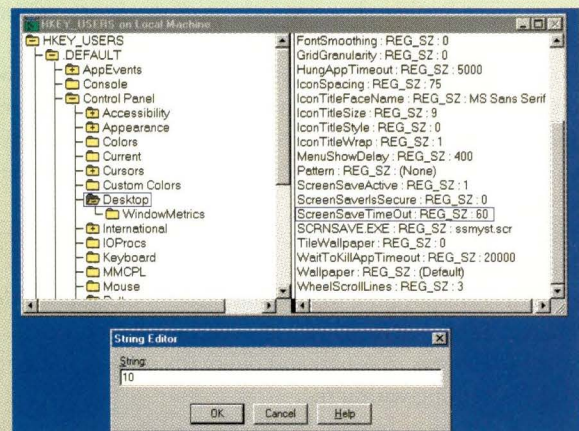 HKEY_USERS on Local Machine
HKEY_USERS
.DEFAULT
AppEvents
Console
Control Panel
Accessibility
Appearance
Colors
Current
Cursors
Custom Colors
Desktop
WindowMetrics
International
IOProcs
Keyboard
MMCPL
Mouse
FontSmoothing : REG_SZ : 0
GridGranularity : REG_SZ : 0
HungAppTimeout : REG_SZ : 5000
IconSpacing : REG_SZ : 75
IconTitleFaceName : REG_SZ : MS Sans Serif
IconTitleSize : REG_SZ : 9
IconTitleStyle : REG_SZ : 0
IconTitleWrap : REG_SZ : 1
MenuShowDelay : REG_SZ : 400
Pattern : REG_SZ : (None)
ScreenSaveActive : REG_SZ : 1
ScreenSaverIsSecure : REG_SZ : 0
ScreenSaveTimeOut : REG_SZ : 60
SCRNSAVE.EXE : REG_SZ : ssmyst.scr
TileWallpaper : REG_SZ : 0
WaitToKillAppTimeout : REG_SZ : 20000
Wallpaper : REG_SZ : (Default)
WheelScrollLines : REG_SZ : 3
String Editor
String:
10
OK Cancel Help